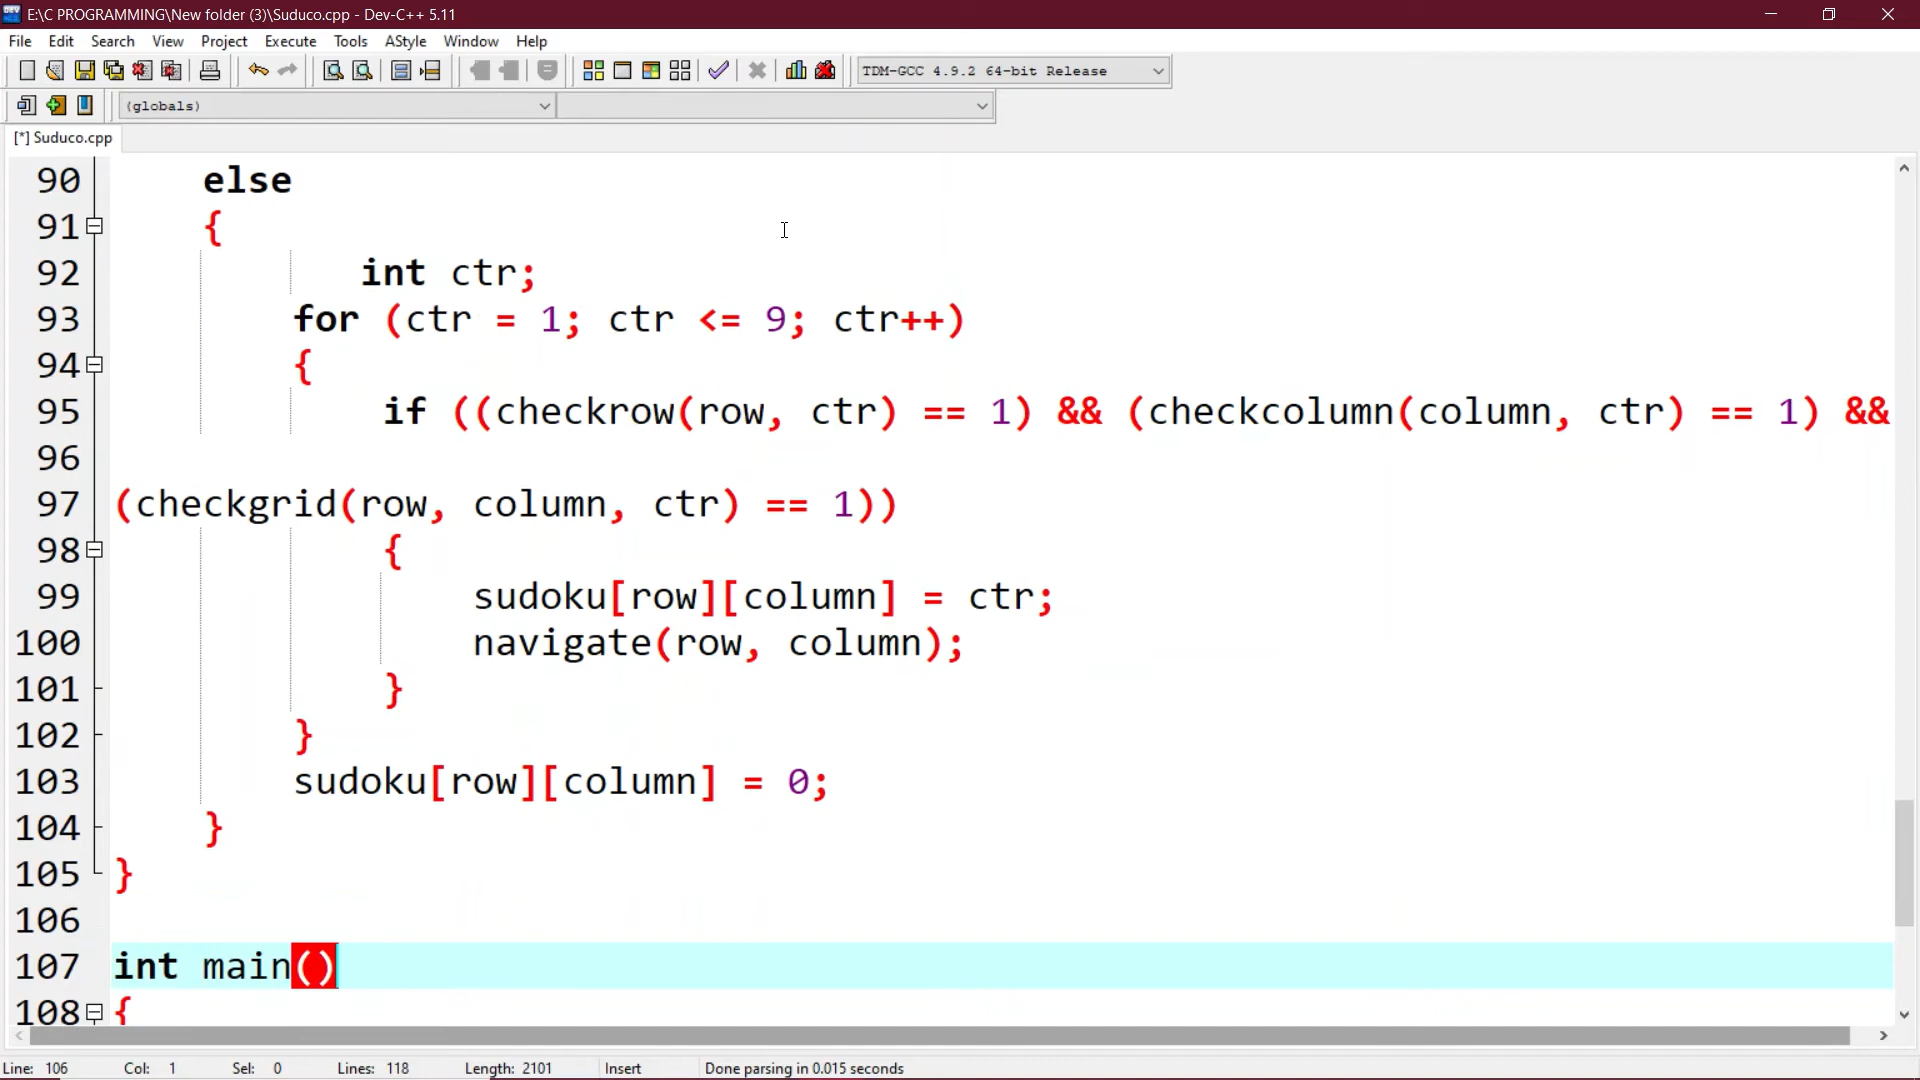 E:\C PROGRAMMING\New folder (3)\Suduco.cpp - Dev-C++ 5.11
File Edit Search View Project Execute Tools AStyle Window Help
TDM-GCC 4.9.2 64-bit Release
(globals)
[*] Suduco.cpp
90 else
91 {
92 int ctr;
93 for (ctr = 1; ctr <= 9; ctr++)
94 {
95 if ((checkrow(row, ctr) == 1) && (checkcolumn(column, ctr) == 1) &&
96
97 (checkgrid(row, column, ctr) == 1))
98 {
99 sudoku[row][column] = ctr;
100 navigate(row, column);
101 }
102 }
103 sudoku[row][column] = 0;
104 }
105 }
106
107 int main()
108 {
Line: 106 Col: 1 Sel: 0 Lines: 118 Length: 2101 Insert Done parsing in 0.015 seconds